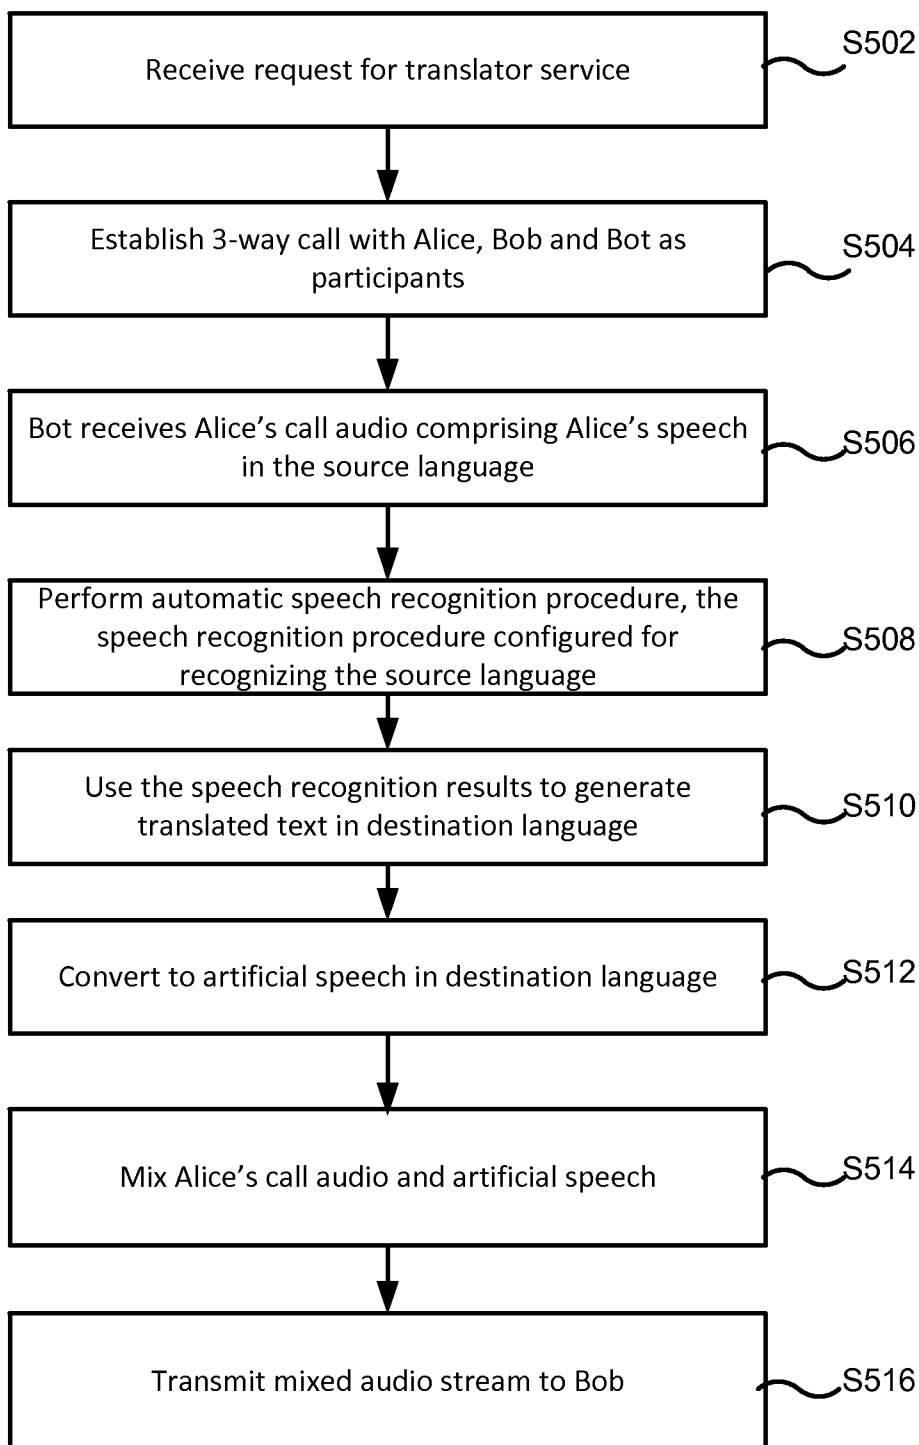 S502
Receive request for translator service
S504
Establish 3-way call with Alice, Bob and Bot as
participants
S506
Bot receives Alice’s call audio comprising Alice’s speech
in the source language
S508
Perform automatic speech recognition procedure, the
speech recognition procedure configured for
recognizing the source language
S510
Use the speech recognition results to generate
translated text in destination language
S512
Convert to artificial speech in destination language
S514
Mix Alice’s call audio and artificial speech
S516
Transmit mixed audio stream to Bob